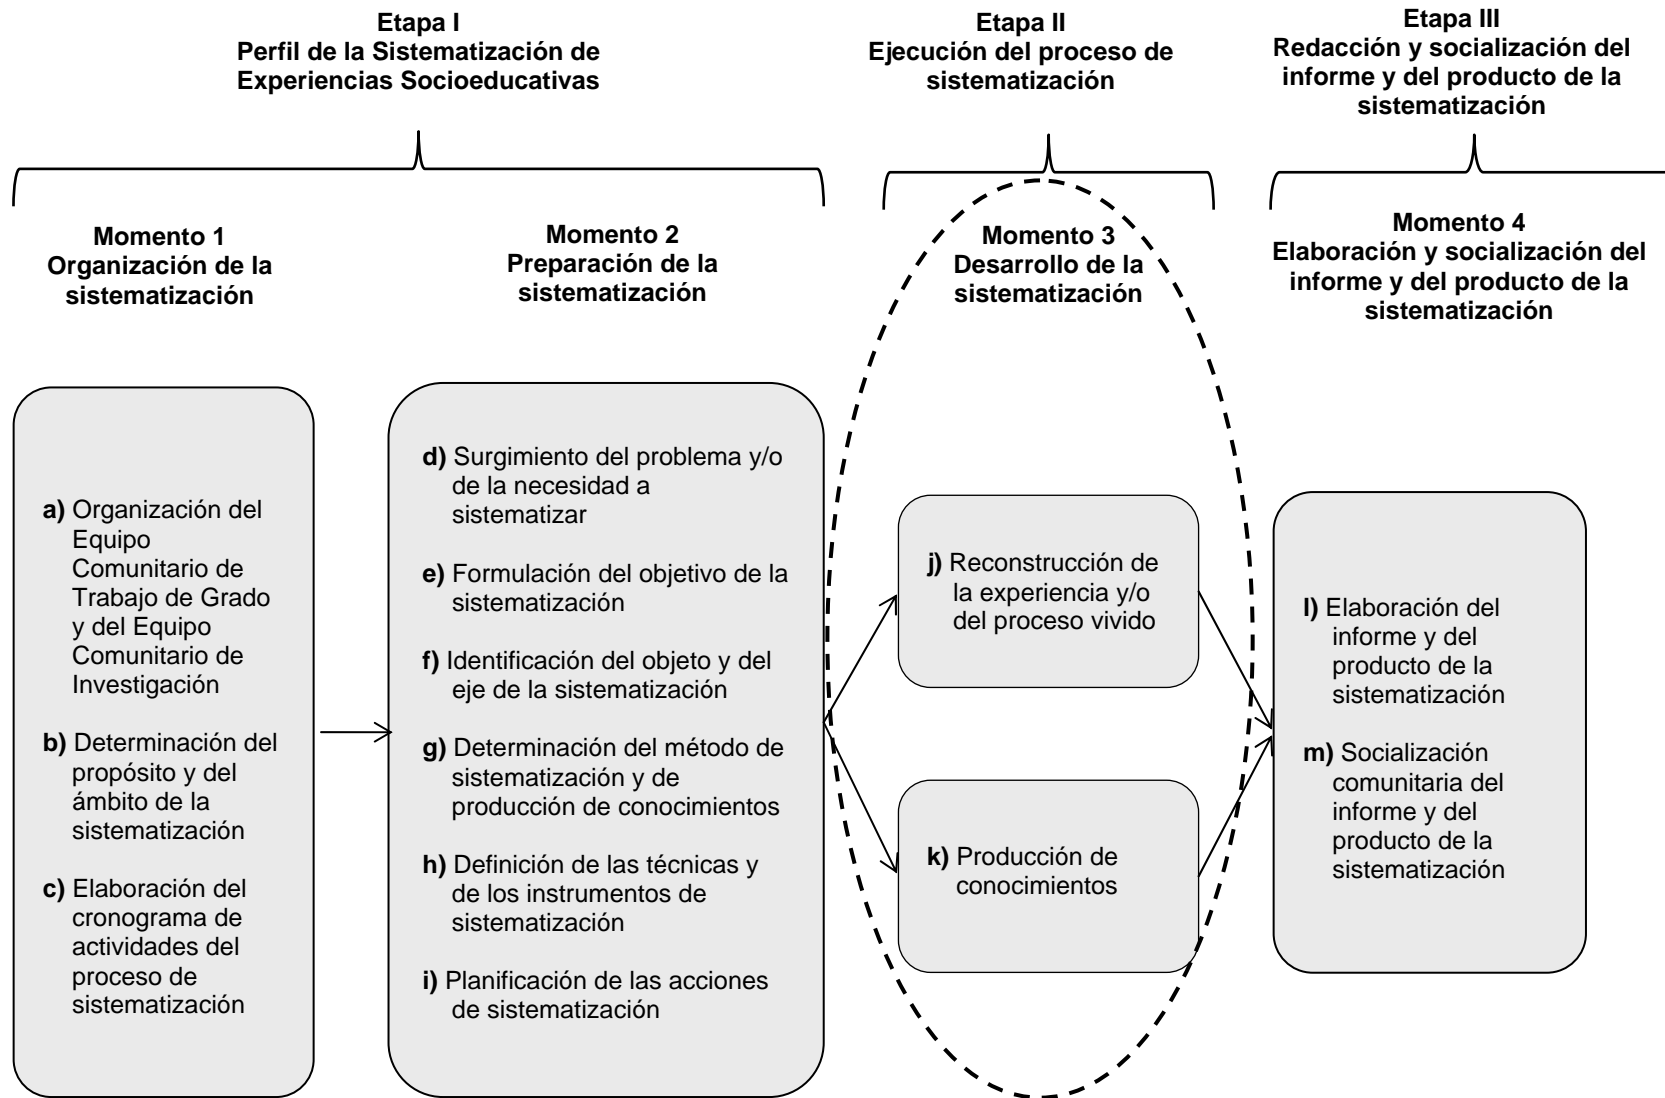 Etapa I
Perfil de la Sistematización de
Experiencias Socioeducativas
Etapa II
Ejecución del proceso de
sistematización
Etapa III
Redacción y socialización del
informe y del producto de la
sistematización
Momento 1
Organización de la
sistematización
Momento 2
Preparación de la
sistematización
Momento 3
Desarrollo de la
sistematización
Momento 4
Elaboración y socialización del
informe y del producto de la
sistematización
a) Organización del
Equipo
Comunitario de
Trabajo de Grado
y del Equipo
Comunitario de
Investigación
b) Determinación del
propósito y del
ámbito de la
sistematización
c) Elaboración del
cronograma de
actividades del
proceso de
sistematización
d) Surgimiento del problema y/o
de la necesidad a
sistematizar
e) Formulación del objetivo de la
sistematización
f) Identificación del objeto y del
eje de la sistematización
g) Determinación del método de
sistematización y de
producción de conocimientos
h) Definición de las técnicas y
de los instrumentos de
sistematización
i) Planificación de las acciones
de sistematización
j) Reconstrucción de
la experiencia y/o
del proceso vivido
k) Producción de
conocimientos
l) Elaboración del
informe y del
producto de la
sistematización
m) Socialización
comunitaria del
informe y del
producto de la
sistematización